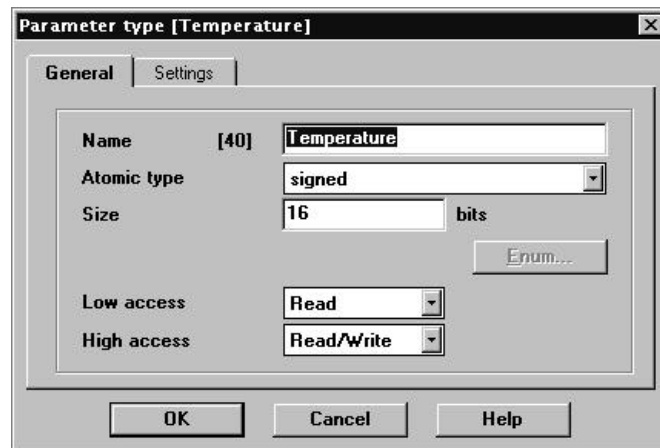 Parameter type [Temperature]
General Settings
Name [40] Temperature
Atomic type signed
Size 16 bits
Enum...
Low access Read
High access Read/Write
OK Cancel Help